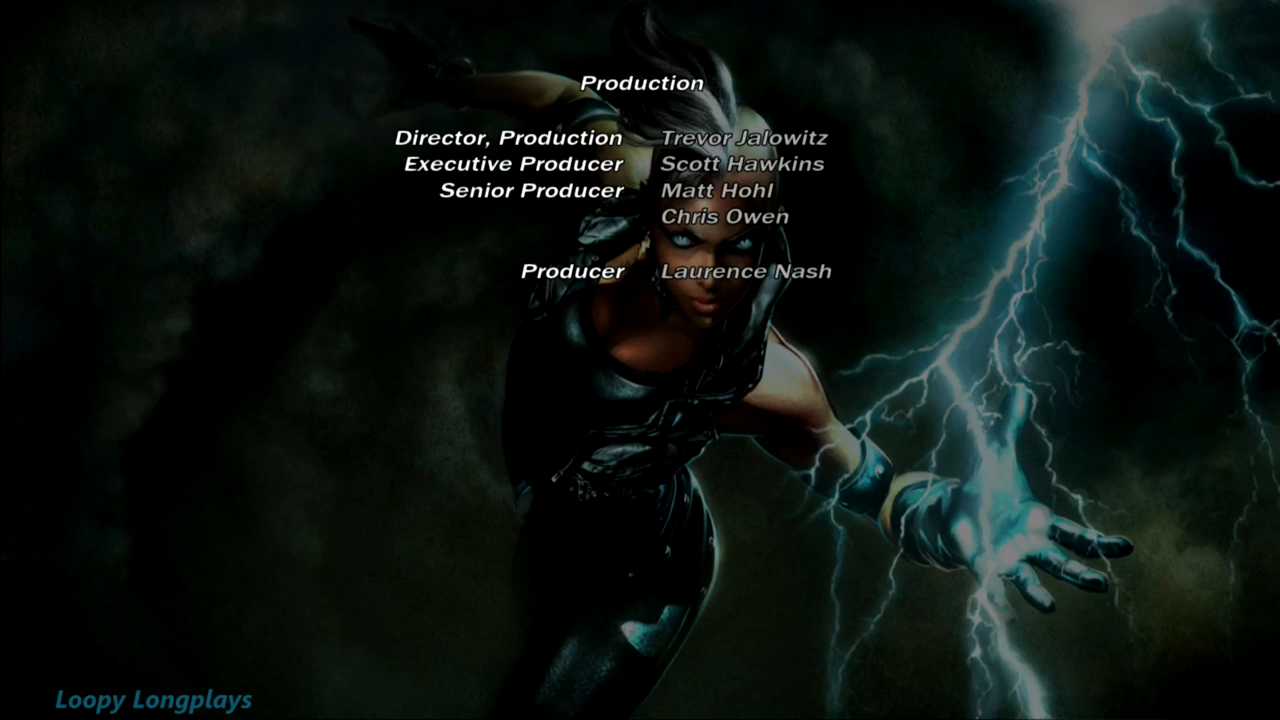 Production
Director, Production Trevor Jalowitz
Executive Producer Scott Hawkins
Senior Producer Matt Hohl
Chris Owen
Producer Laurence Nash
Loopy Longplays